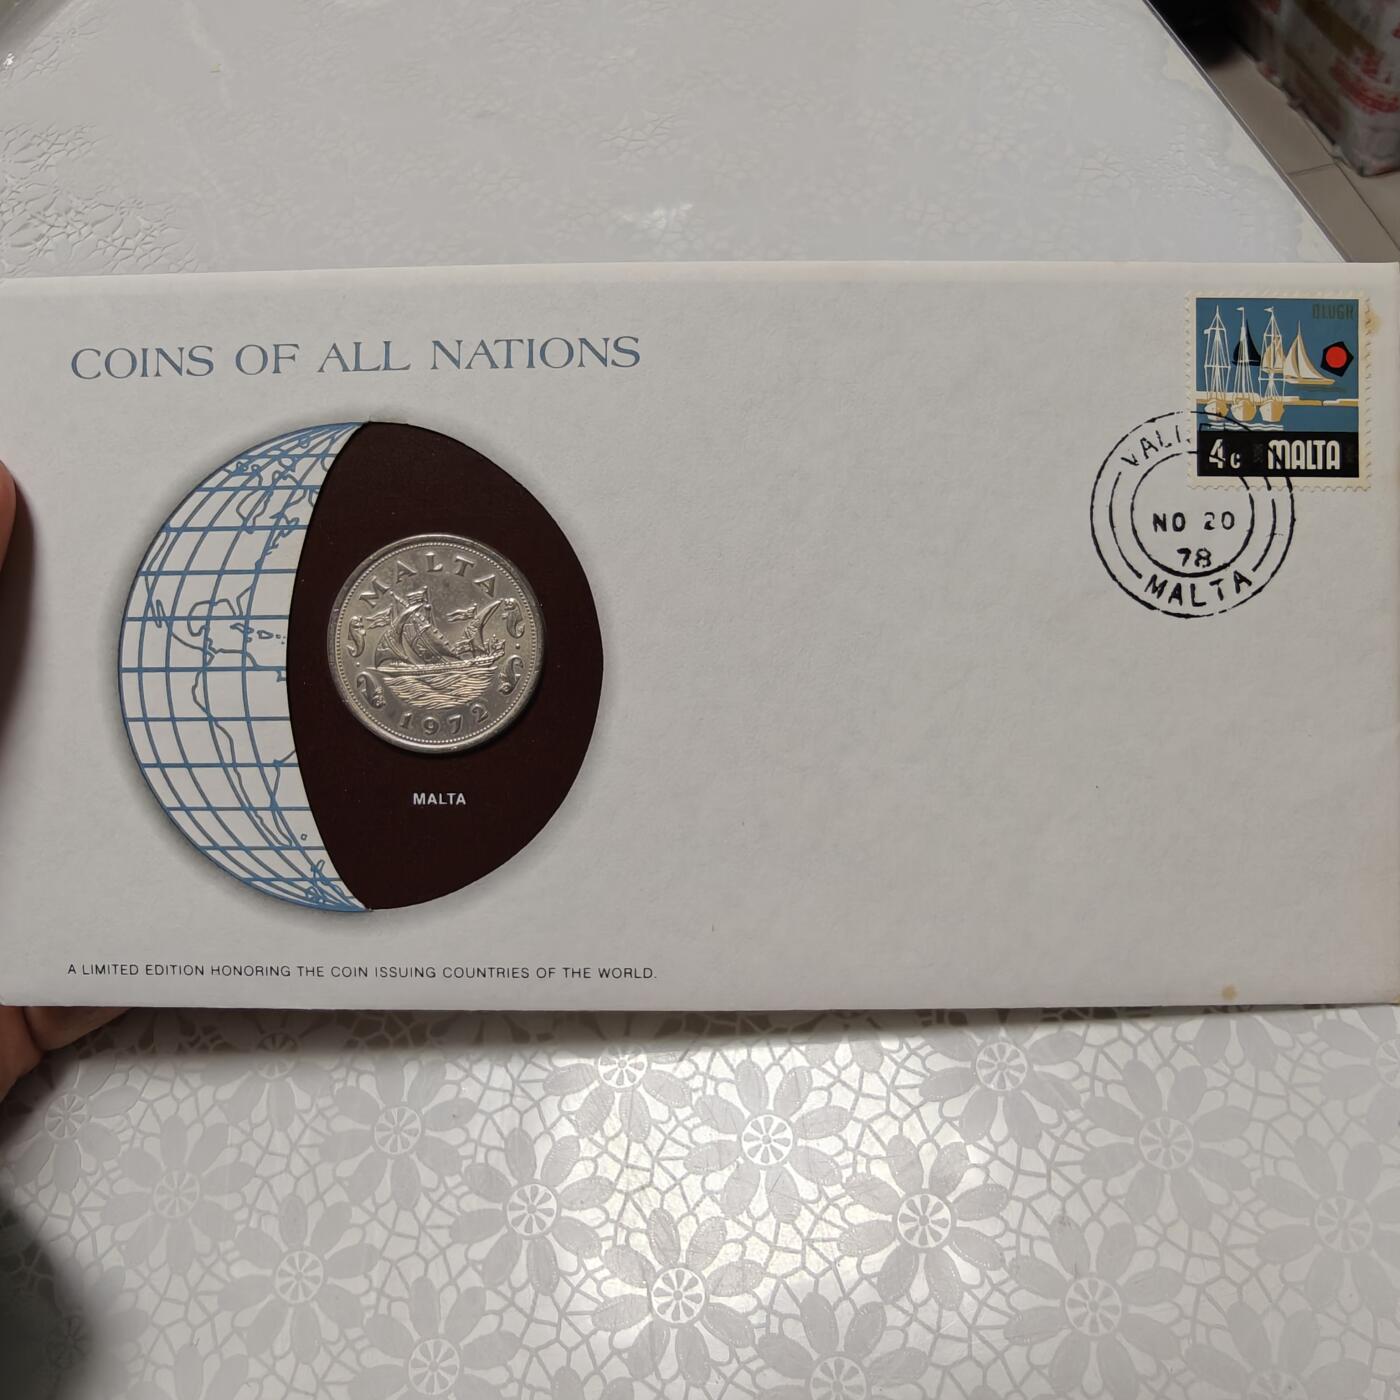 COINS OF ALL NATIONS
DLUGĦ
4c MALTA
NO 20
78
MALTA
MALTA
1972
MALTA
A LIMITED EDITION HONORING THE COIN ISSUING COUNTRIES OF THE WORLD.